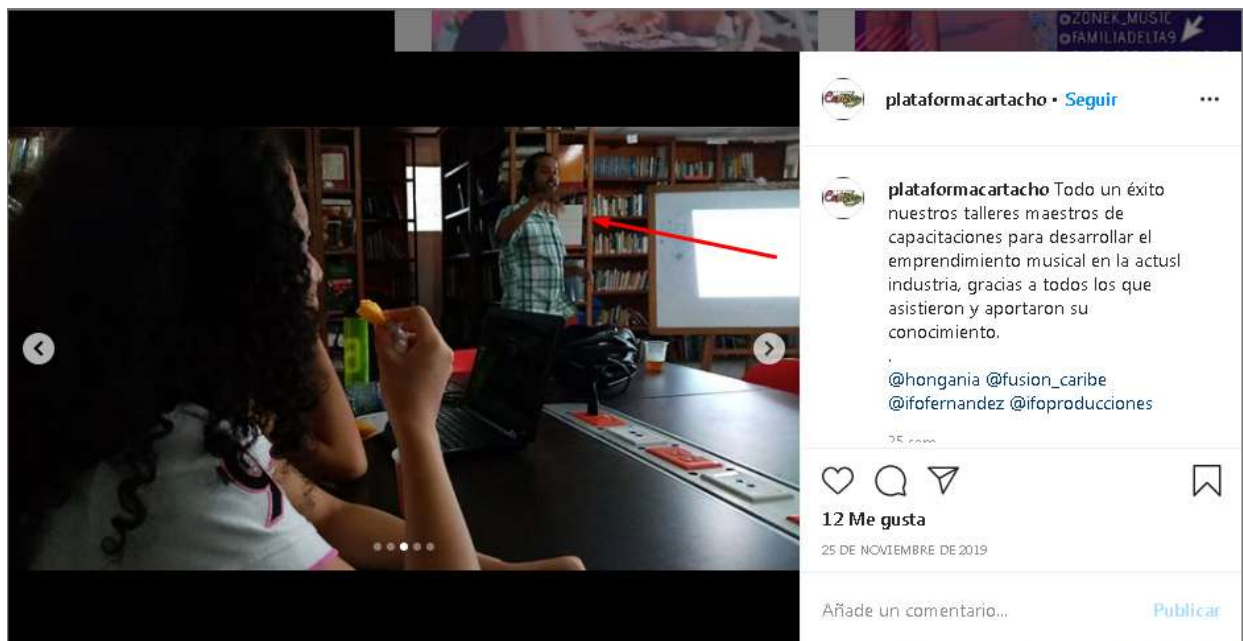 @ZONEK_MUSIC
@FAMILIADELTA9
plataformacartacho • Seguir
plataformacartacho Todo un éxito
nuestros talleres maestros de
capacitaciones para desarrollar el
emprendimiento musical en la actusl
industria, gracias a todos los que
asistieron y aportaron su
conocimiento.
.
@hongania @fusion_caribe
@ifofernandez @ifoproducciones
25 sem
12 Me gusta
25 DE NOVIEMBRE DE 2019
Añade un comentario...
Publicar